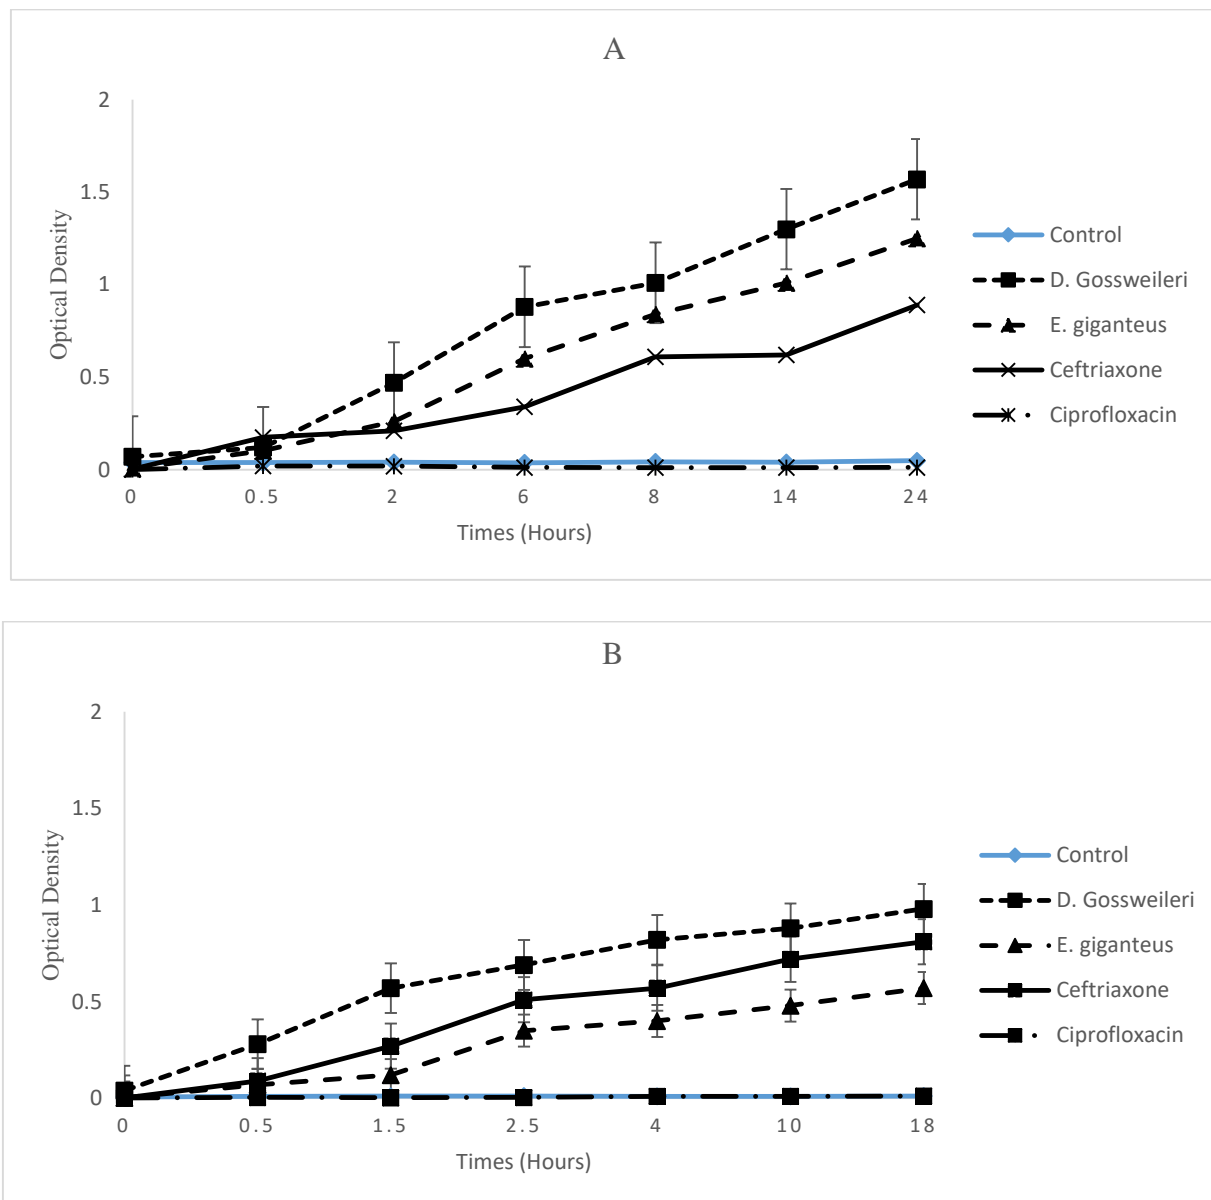 A
2
1.5
1
0.5
0
Optical Density
0 0.5 2 6 8 14 24
Times (Hours)
Control
D. Gossweileri
E. giganteus
Ceftriaxone
Ciprofloxacin
B
2
1.5
1
0.5
0
Optical Density
0 0.5 1.5 2.5 4 10 18
Times (Hours)
Control
D. Gossweileri
E. giganteus
Ceftriaxone
Ciprofloxacin